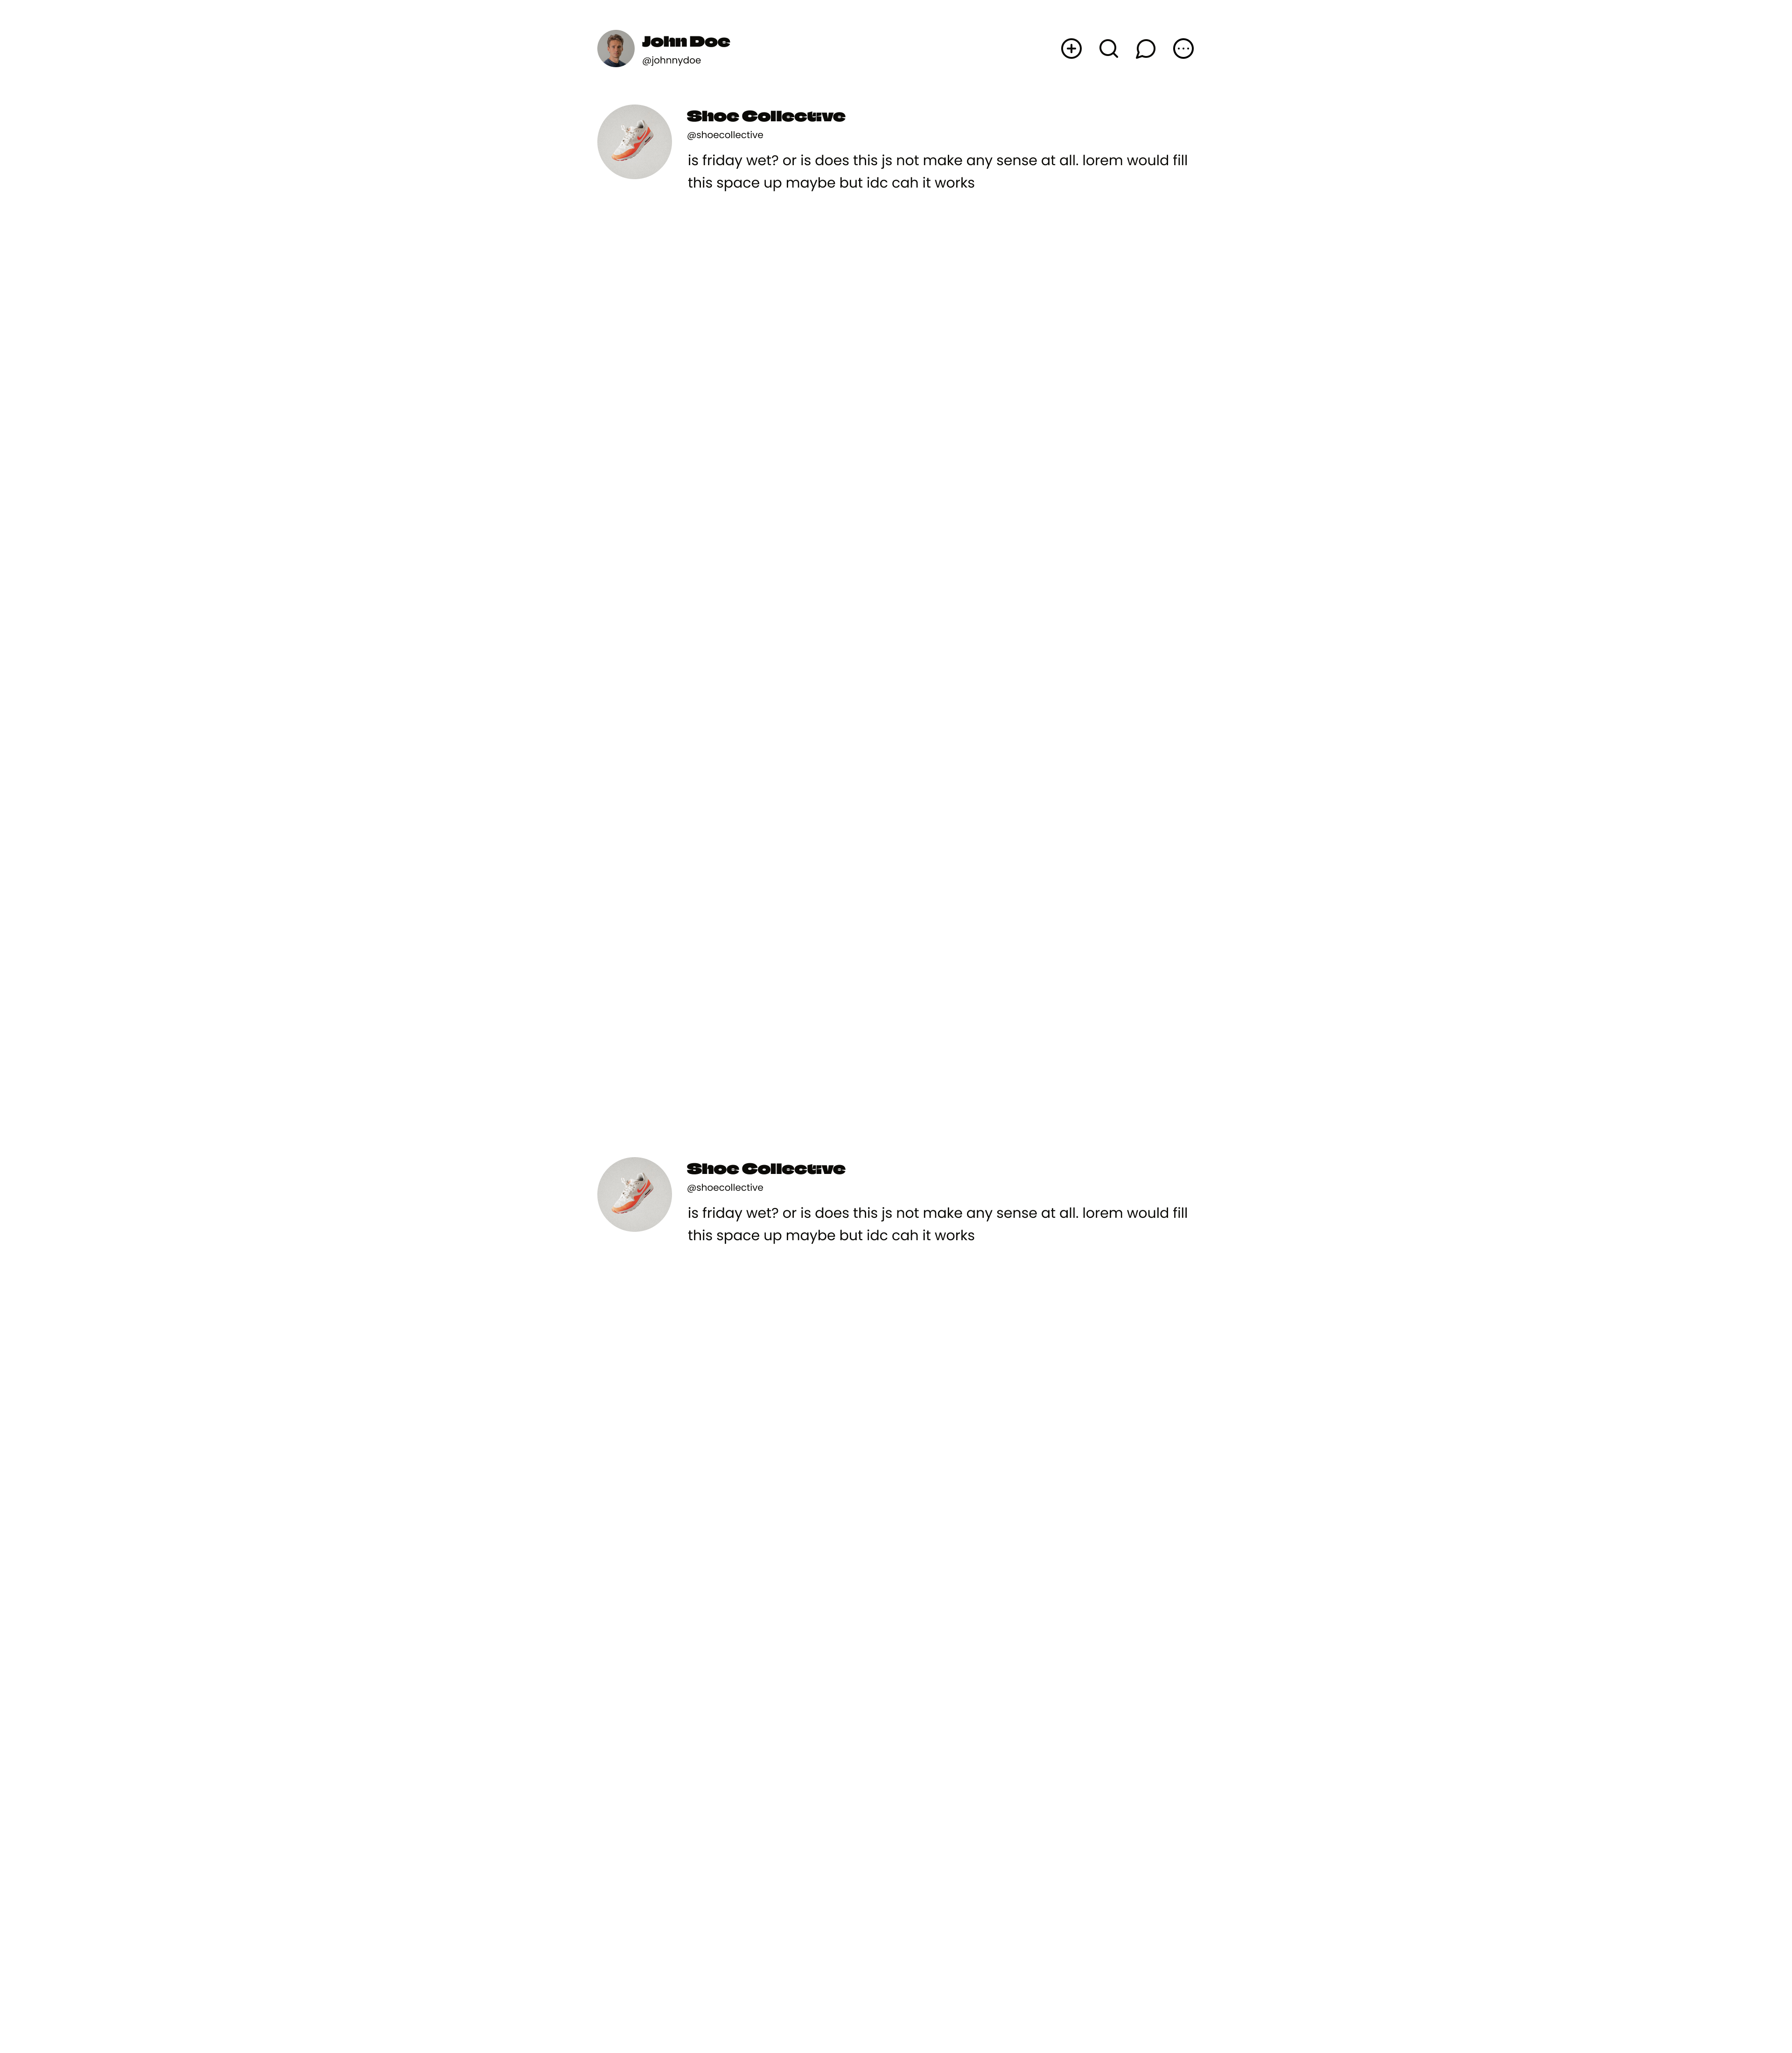 John Doe
@johnnydoe
Shoe Collective
@shoecollective
is friday wet? or is does this js not make any sense at all. lorem would fill
this space up maybe but idc cah it works
Shoe Collective
@shoecollective
is friday wet? or is does this js not make any sense at all. lorem would fill
this space up maybe but idc cah it works